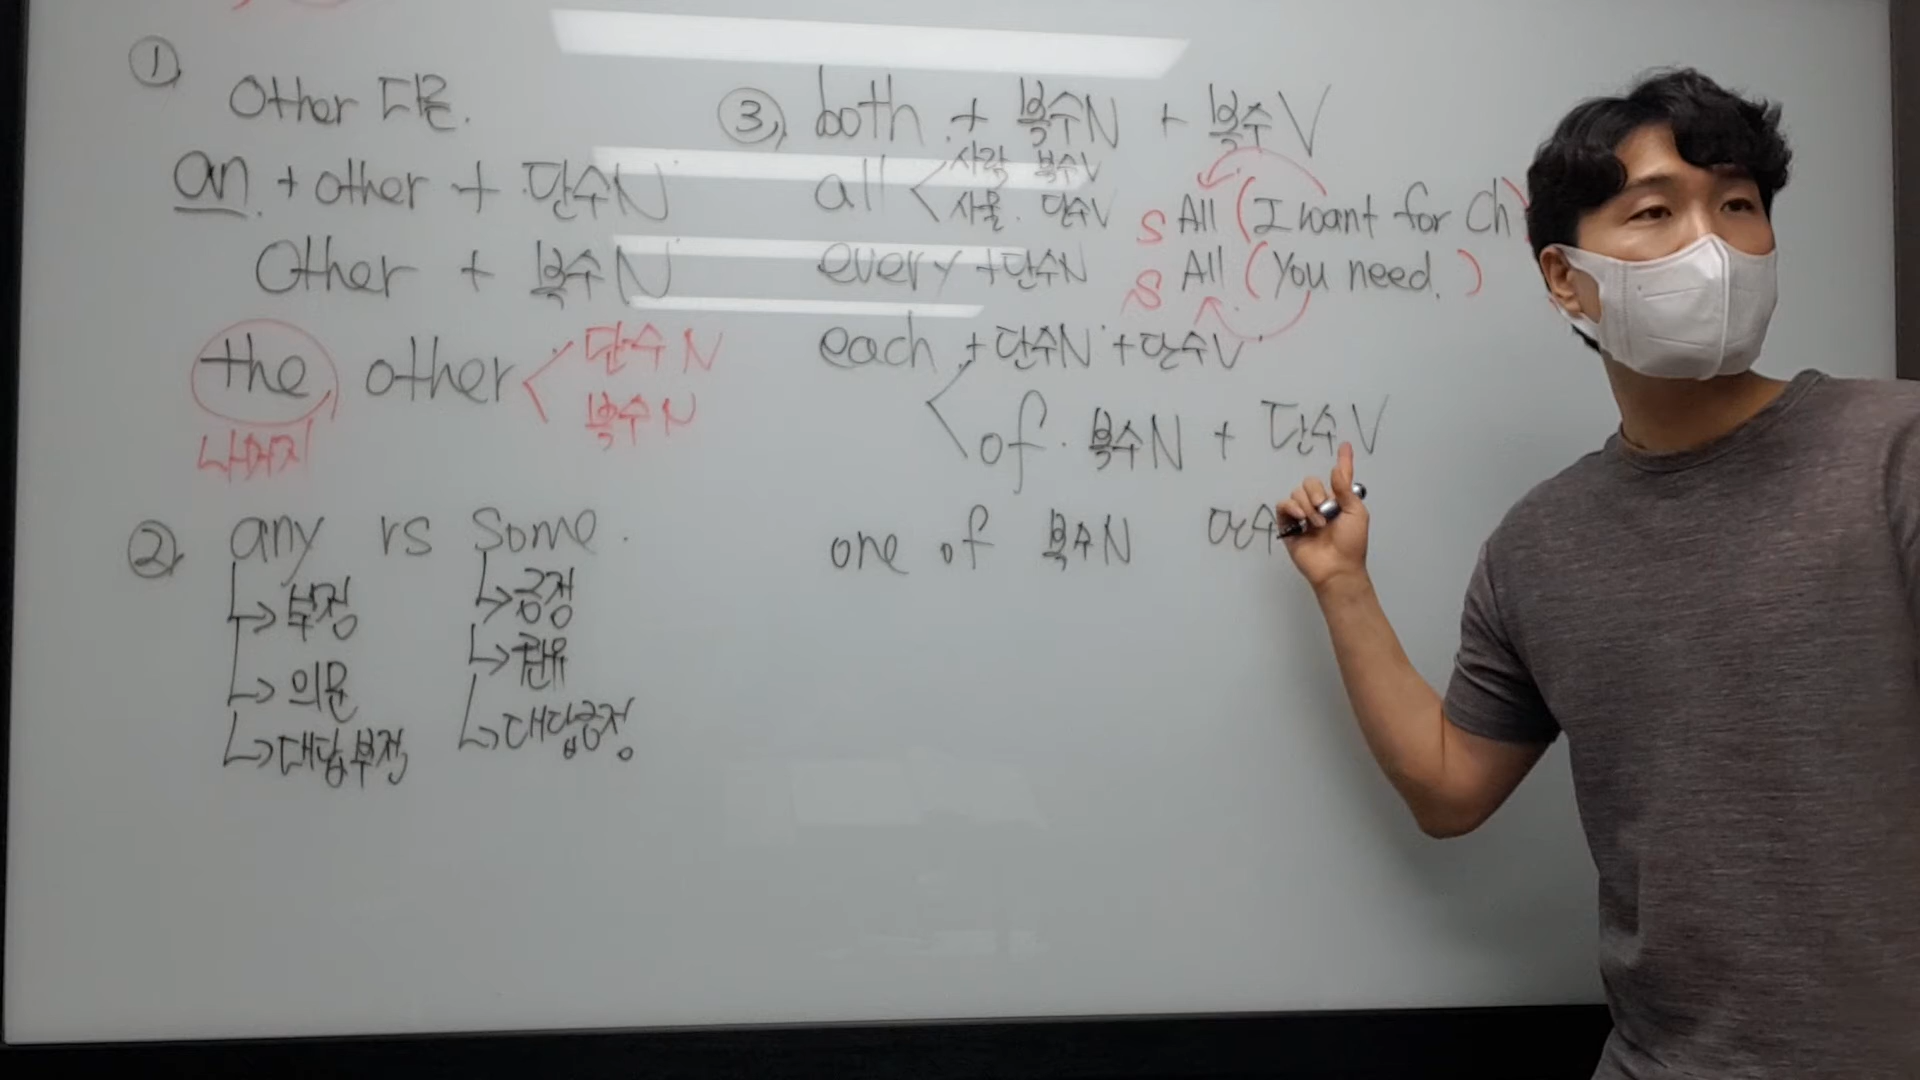 ①
other 다른.
an + other + 단수N
other + 복수N
the other < 단수N
복수N
나머지
② any vs some.
↳ 부정
↳ 의문
↳ 대답부정
↳ 긍정
↳ 권유
↳ 대답긍정
③ both + 복수N + 복수V
all < 사람 복수V
사물. 단수V
S All (I want for Ch )
every + 단수N
S All (You need.)
each + 단수N + 단수V
of 복수N + 단수V
one of 복수N 단수